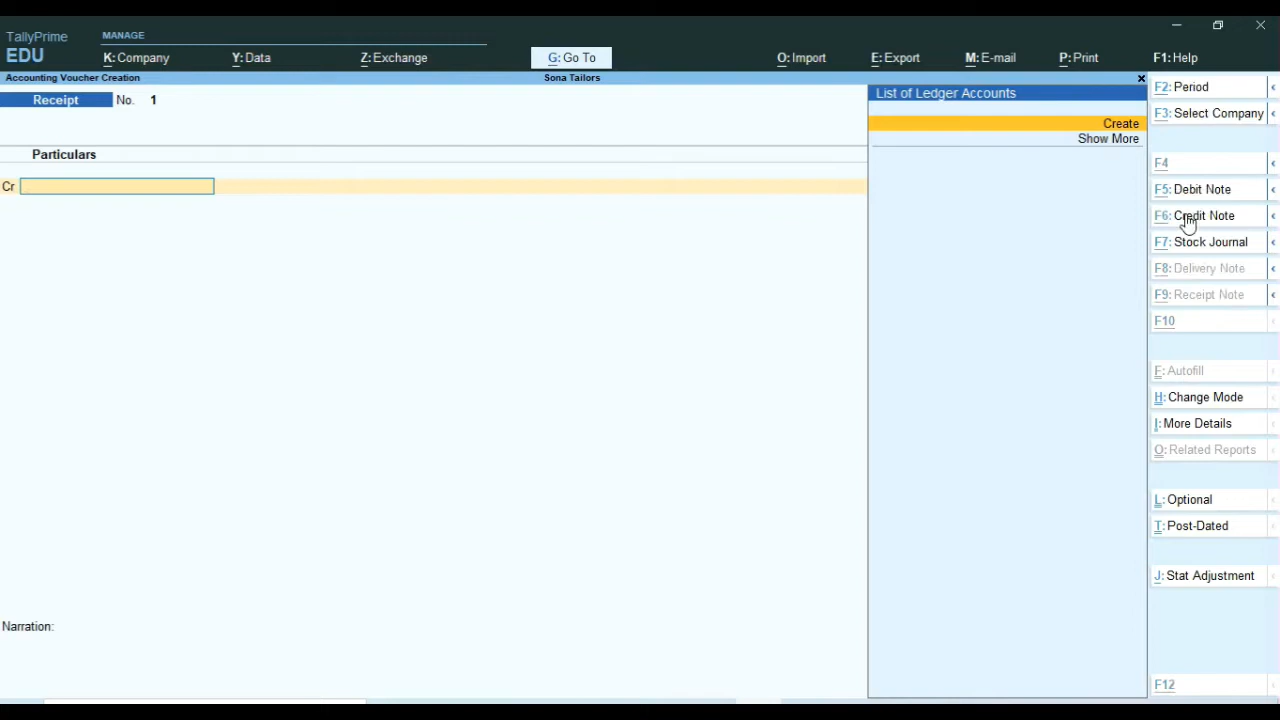 TallyPrime MANAGE
EDU K: Company Y: Data Z: Exchange G: Go To O: Import E: Export M: E-mail P: Print F1: Help
Accounting Voucher Creation Sona Tailors
Receipt No. 1
Particulars
Cr
Narration:
List of Ledger Accounts
Create
Show More
F2: Period
F3: Select Company
F4
F5: Debit Note
F6: Credit Note
F7: Stock Journal
F8: Delivery Note
F9: Receipt Note
F10
F: Autofill
H: Change Mode
I: More Details
O: Related Reports
L: Optional
T: Post-Dated
J: Stat Adjustment
F12